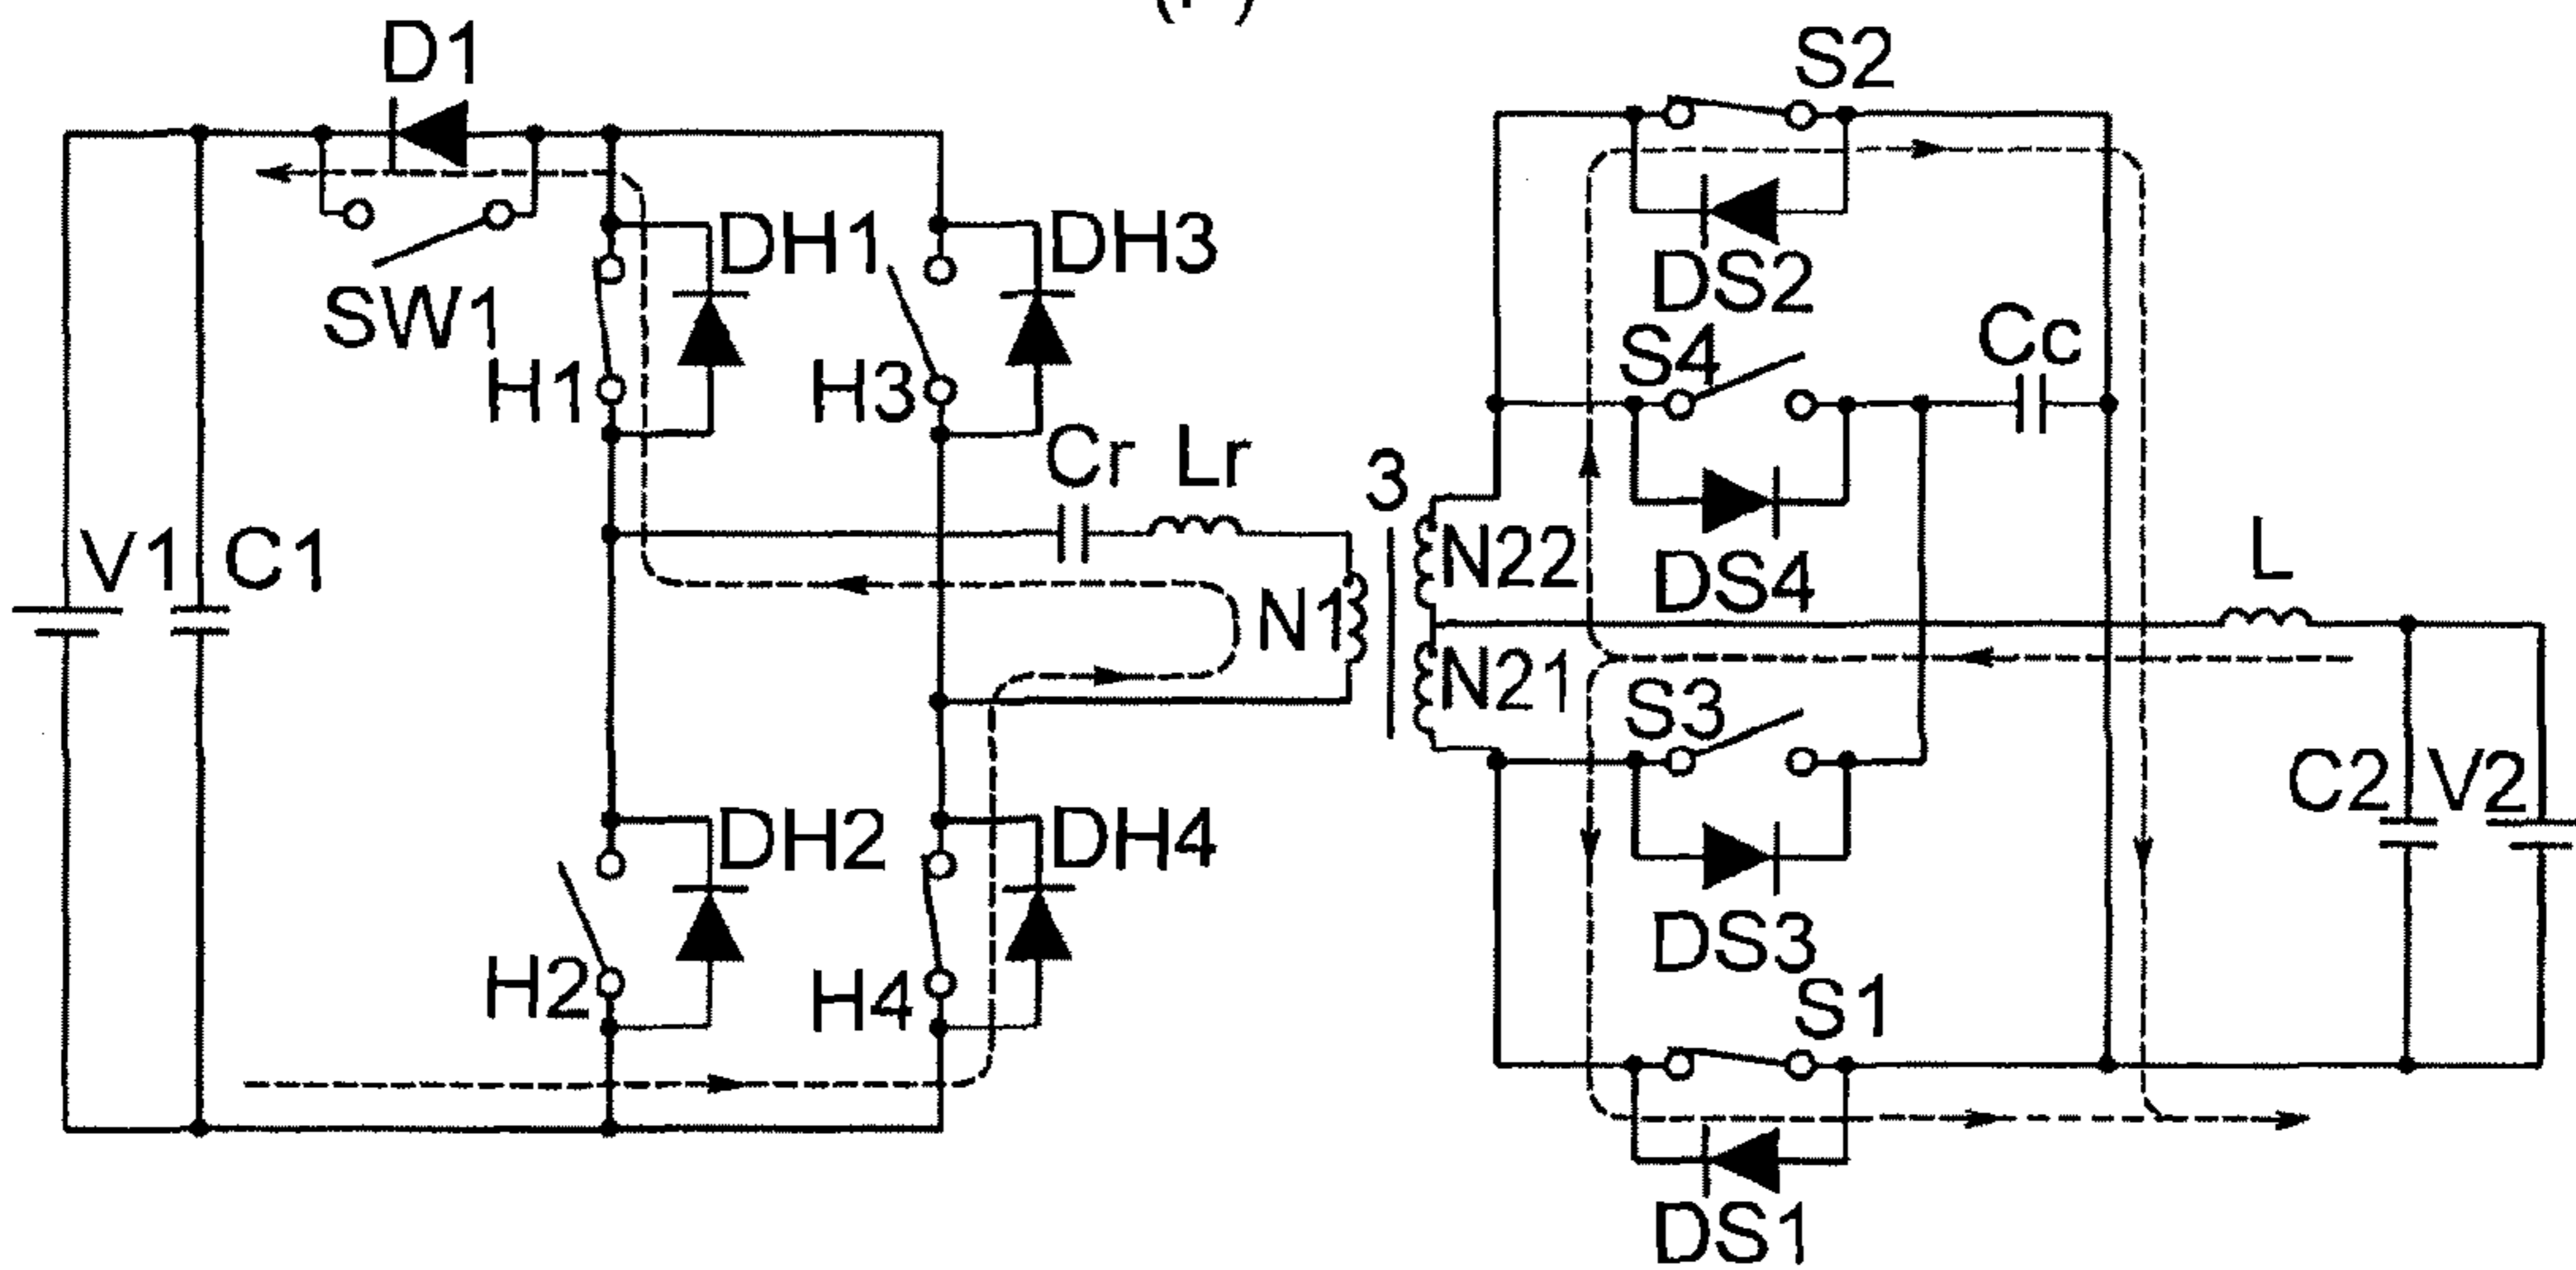 D1
S2
DH1
DH3
DS2
SW1
S4
Cc
H1
H3
Cr
Lr
3
V1
C1
N1
N22
DS4
L
N21
S3
C2
V2
DH2
DH4
DS3
H2
H4
S1
DS1